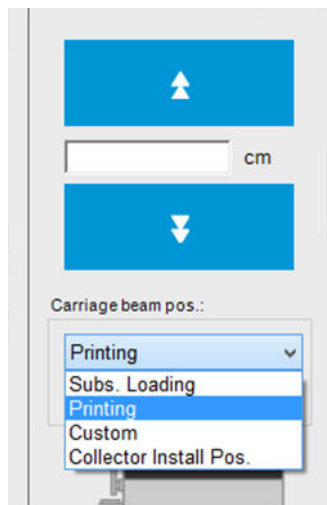 cm
Carriage beam pos.:
Printing
Subs. Loading
Printing
Custom
Collector Install Pos.